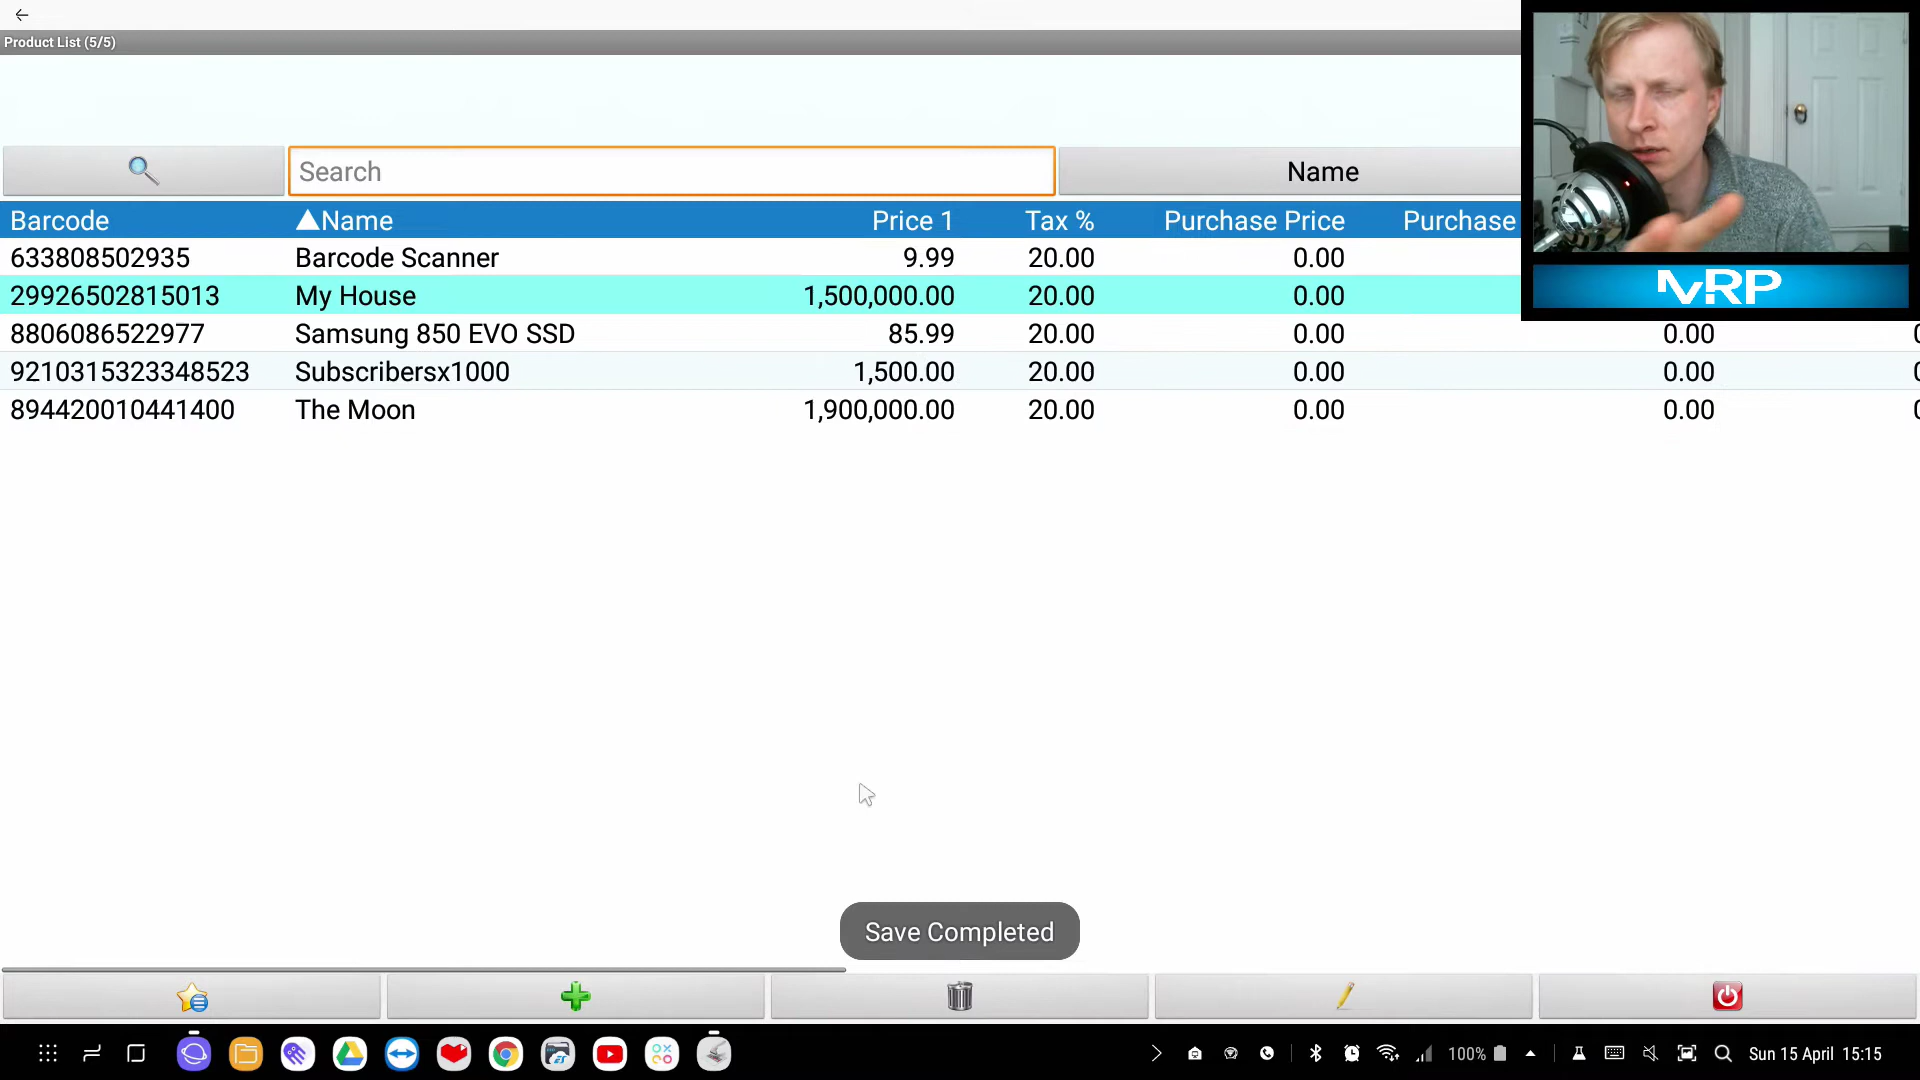 Product List (5/5)
Search
Name
Barcode ▲Name Price 1 Tax % Purchase Price Purchase
633808502935 Barcode Scanner 9.99 20.00 0.00
29926502815013 My House 1,500,000.00 20.00 0.00
8806086522977 Samsung 850 EVO SSD 85.99 20.00 0.00 0.00
9210315323348523 Subscribersx1000 1,500.00 20.00 0.00 0.00
894420010441400 The Moon 1,900,000.00 20.00 0.00 0.00
MRP
Save Completed
100% Sun 15 April 15:15